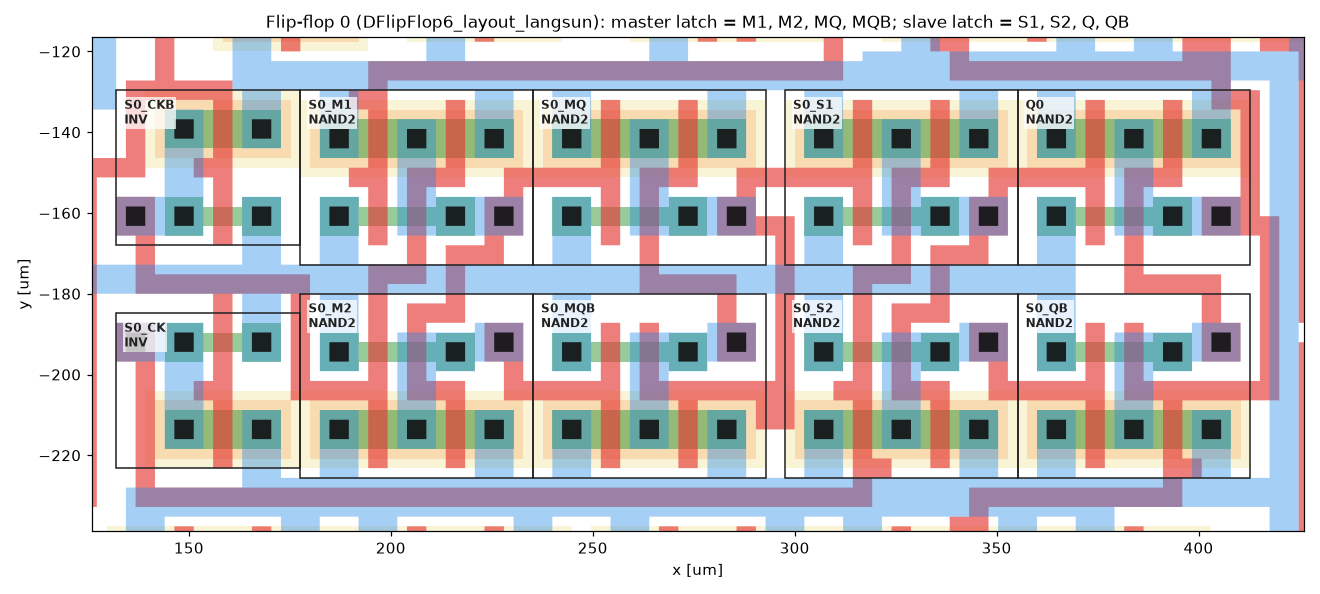 Flip-flop 0 (DFlipFlop6_layout_langsun): master latch = M1, M2, MQ, MQB; slave latch = S1, S2, Q, QB
−120
−140
−160
−180
−200
−220
y [um]
S0_CKB
INV
S0_M1
NAND2
S0_MQ
NAND2
S0_S1
NAND2
Q0
NAND2
S0_CK
INV
S0_M2
NAND2
S0_MQB
NAND2
S0_S2
NAND2
S0_QB
NAND2
150
200
250
300
350
400
x [um]